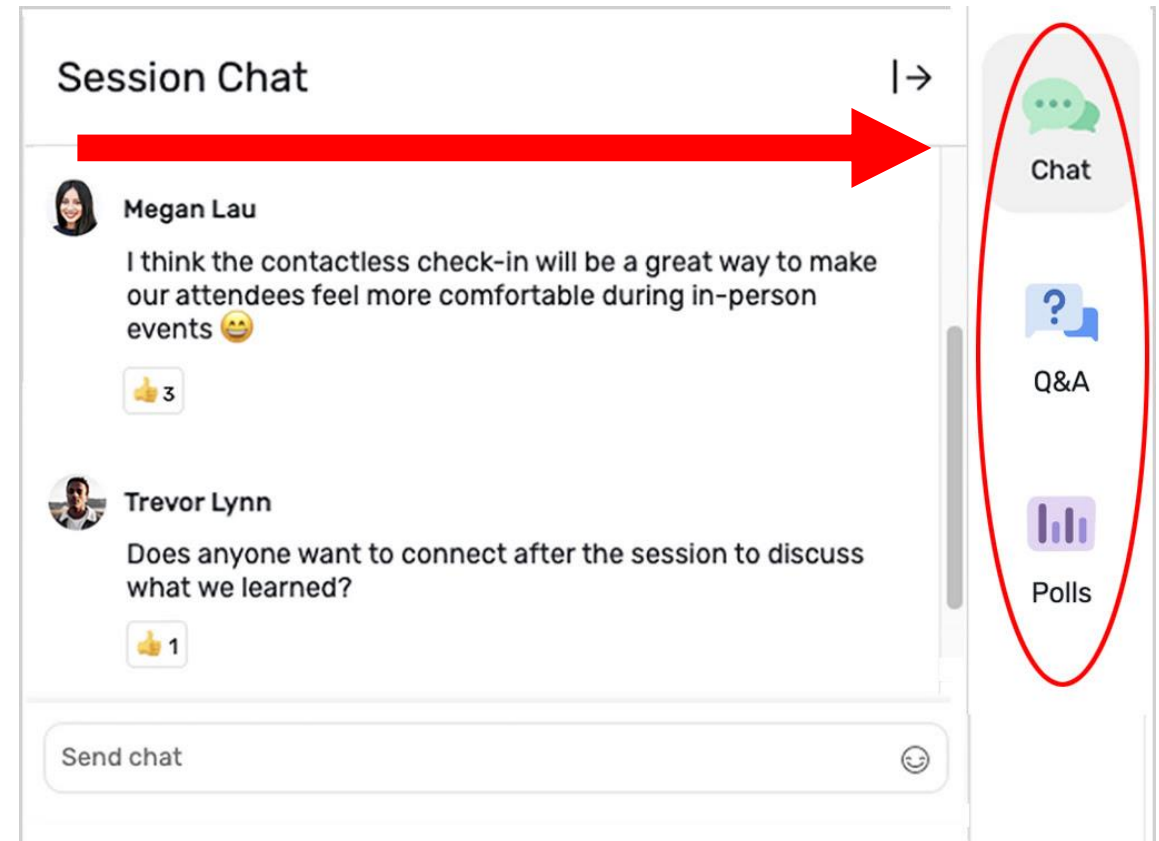 Session Chat
Chat
Megan Lau
I think the contactless check-in will be a great way to make
our attendees feel more comfortable during in-person
events 😄
👍 3
?
Q&A
Trevor Lynn
Does anyone want to connect after the session to discuss
what we learned?
👍 1
Polls
Send chat